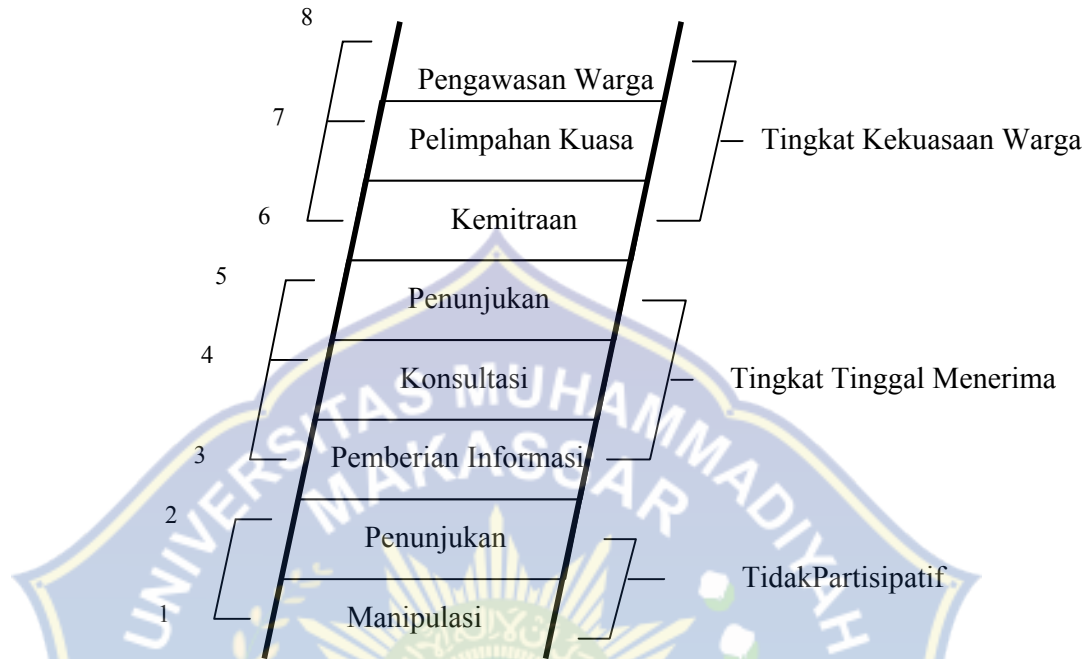 8
Pengawasan Warga
7
Pelimpahan Kuasa
Tingkat Kekuasaan Warga
6
Kemitraan
5
Penunjukan
4
Konsultasi
Tingkat Tinggal Menerima
3
Pemberian Informasi
2
Penunjukan
TidakPartisipatif
1
Manipulasi
UNIVERSITAS MUHAMMADIYAH
MAKASSAR